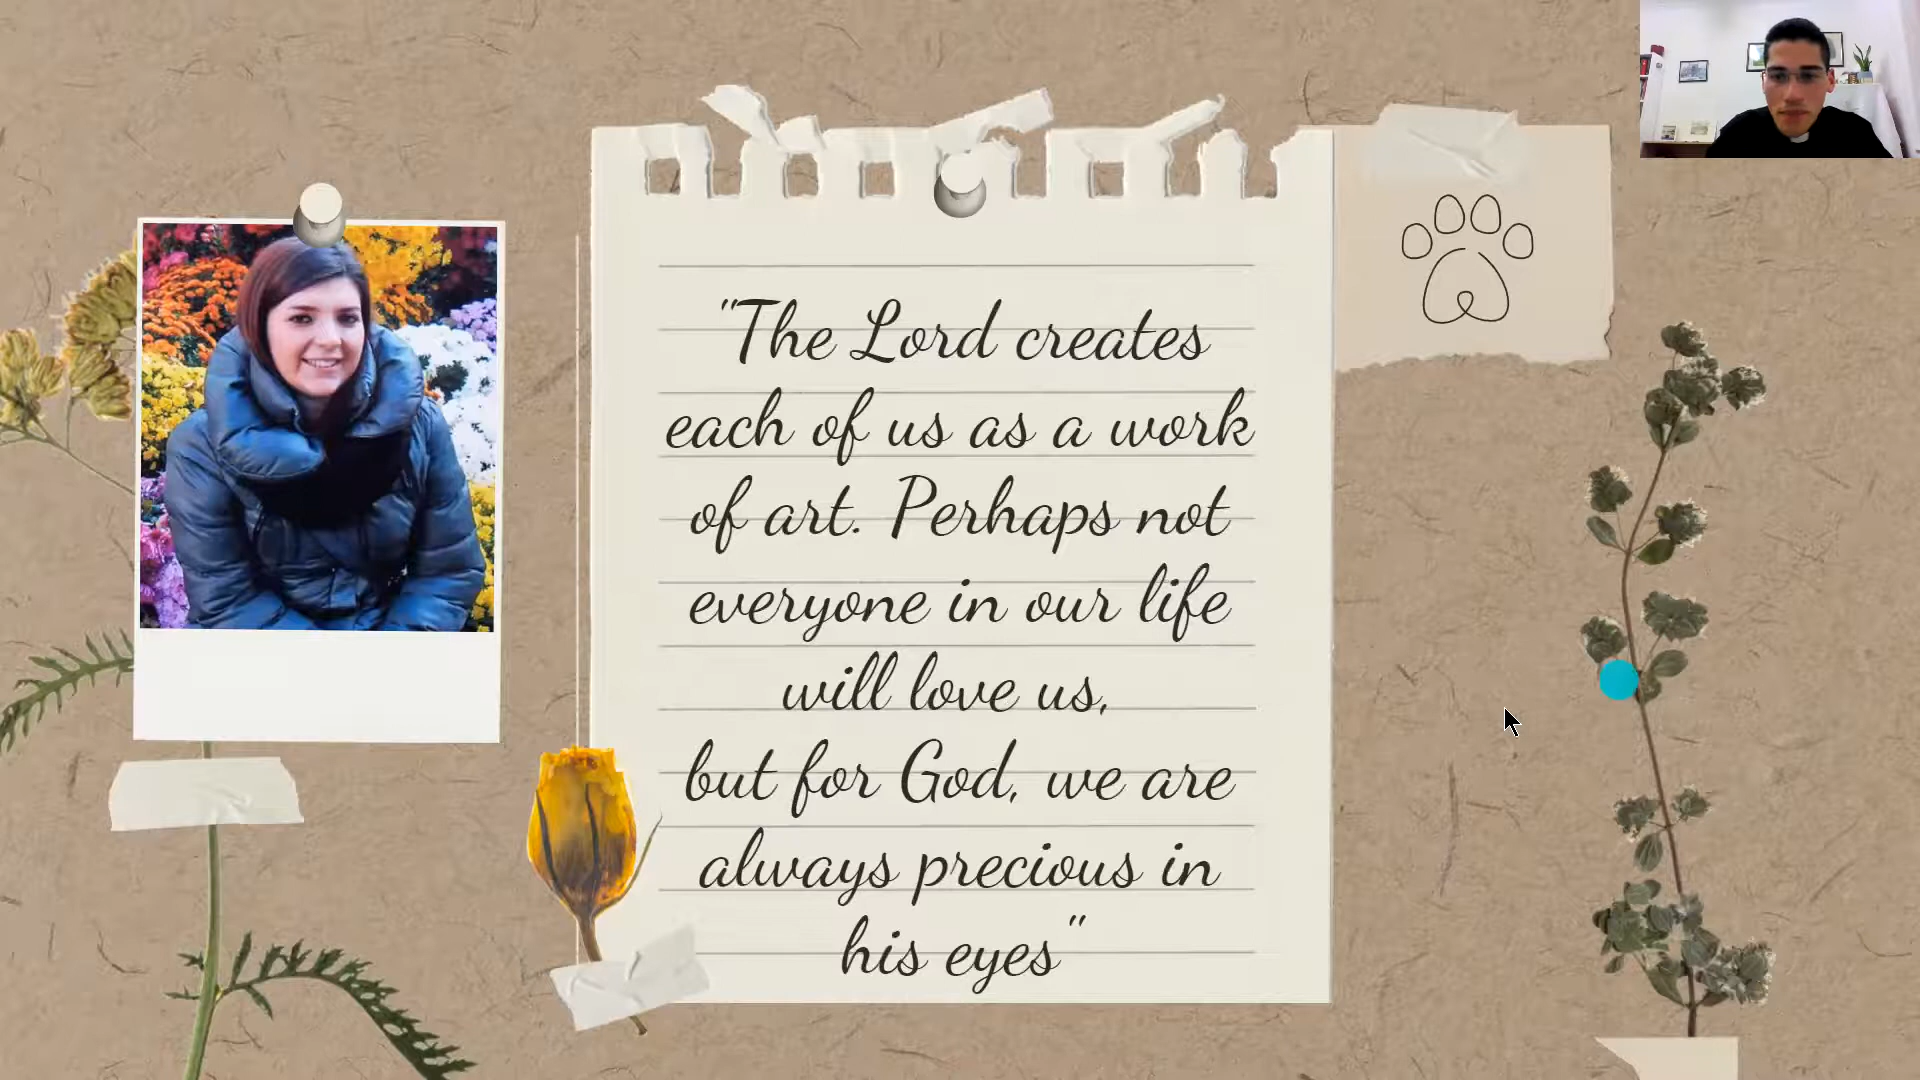 "The Lord creates
each of us as a work
of art. Perhaps not
everyone in our life
will love us,
but for God, we are
always precious in
his eyes"